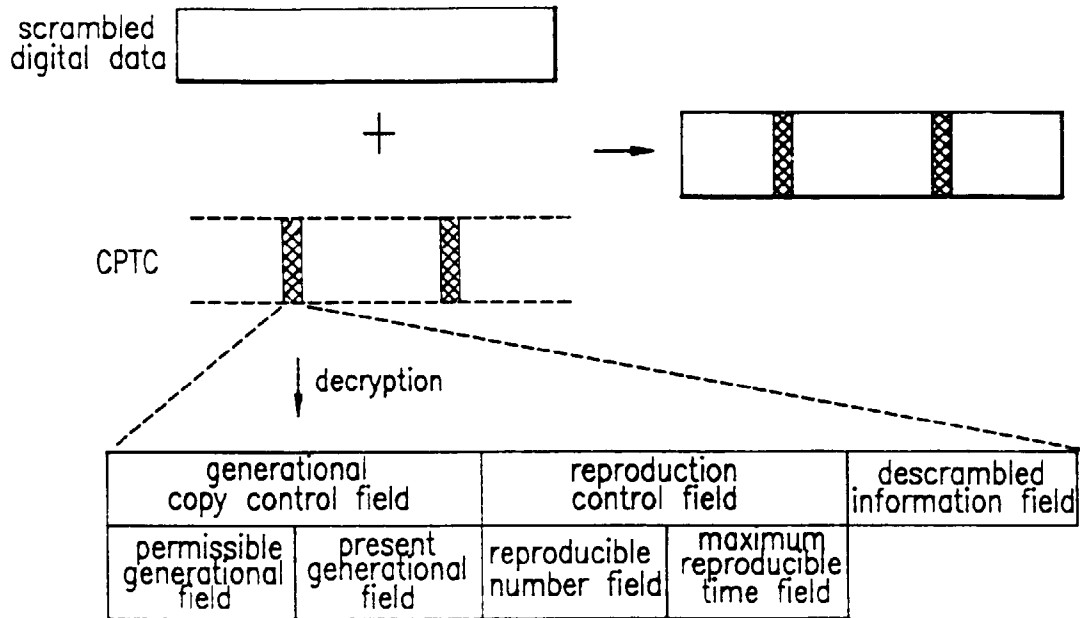 scrambled
digital data
+
CPTC
decryption
generational
copy control field
reproduction
control field
descrambled
information field
permissible
generational
field
present
generational
field
reproducible
number field
maximum
reproducible
time field